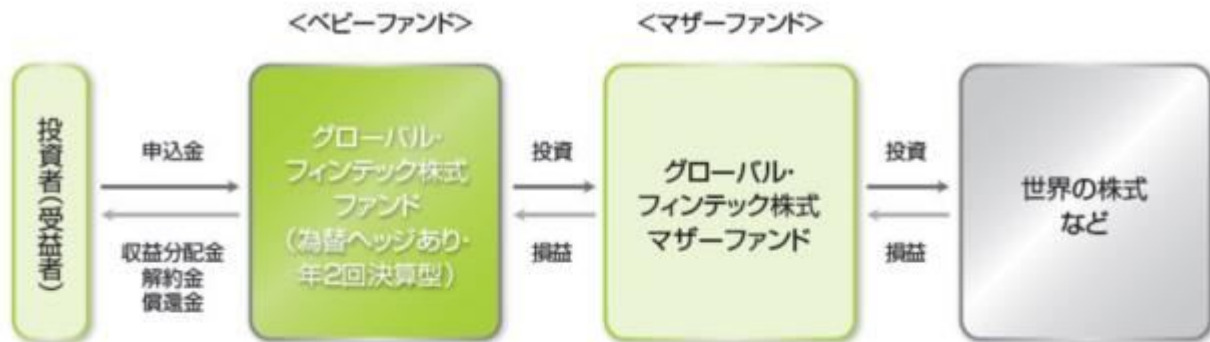 <ベビーファンド>
<マザーファンド>
投資者(受益者)
申込金
収益分配金
解約金
償還金
グローバル・
フィンテック株式
ファンド
(為替ヘッジあり・
年2回決算型)
投資
損益
グローバル・
フィンテック株式
マザーファンド
投資
損益
世界の株式
など